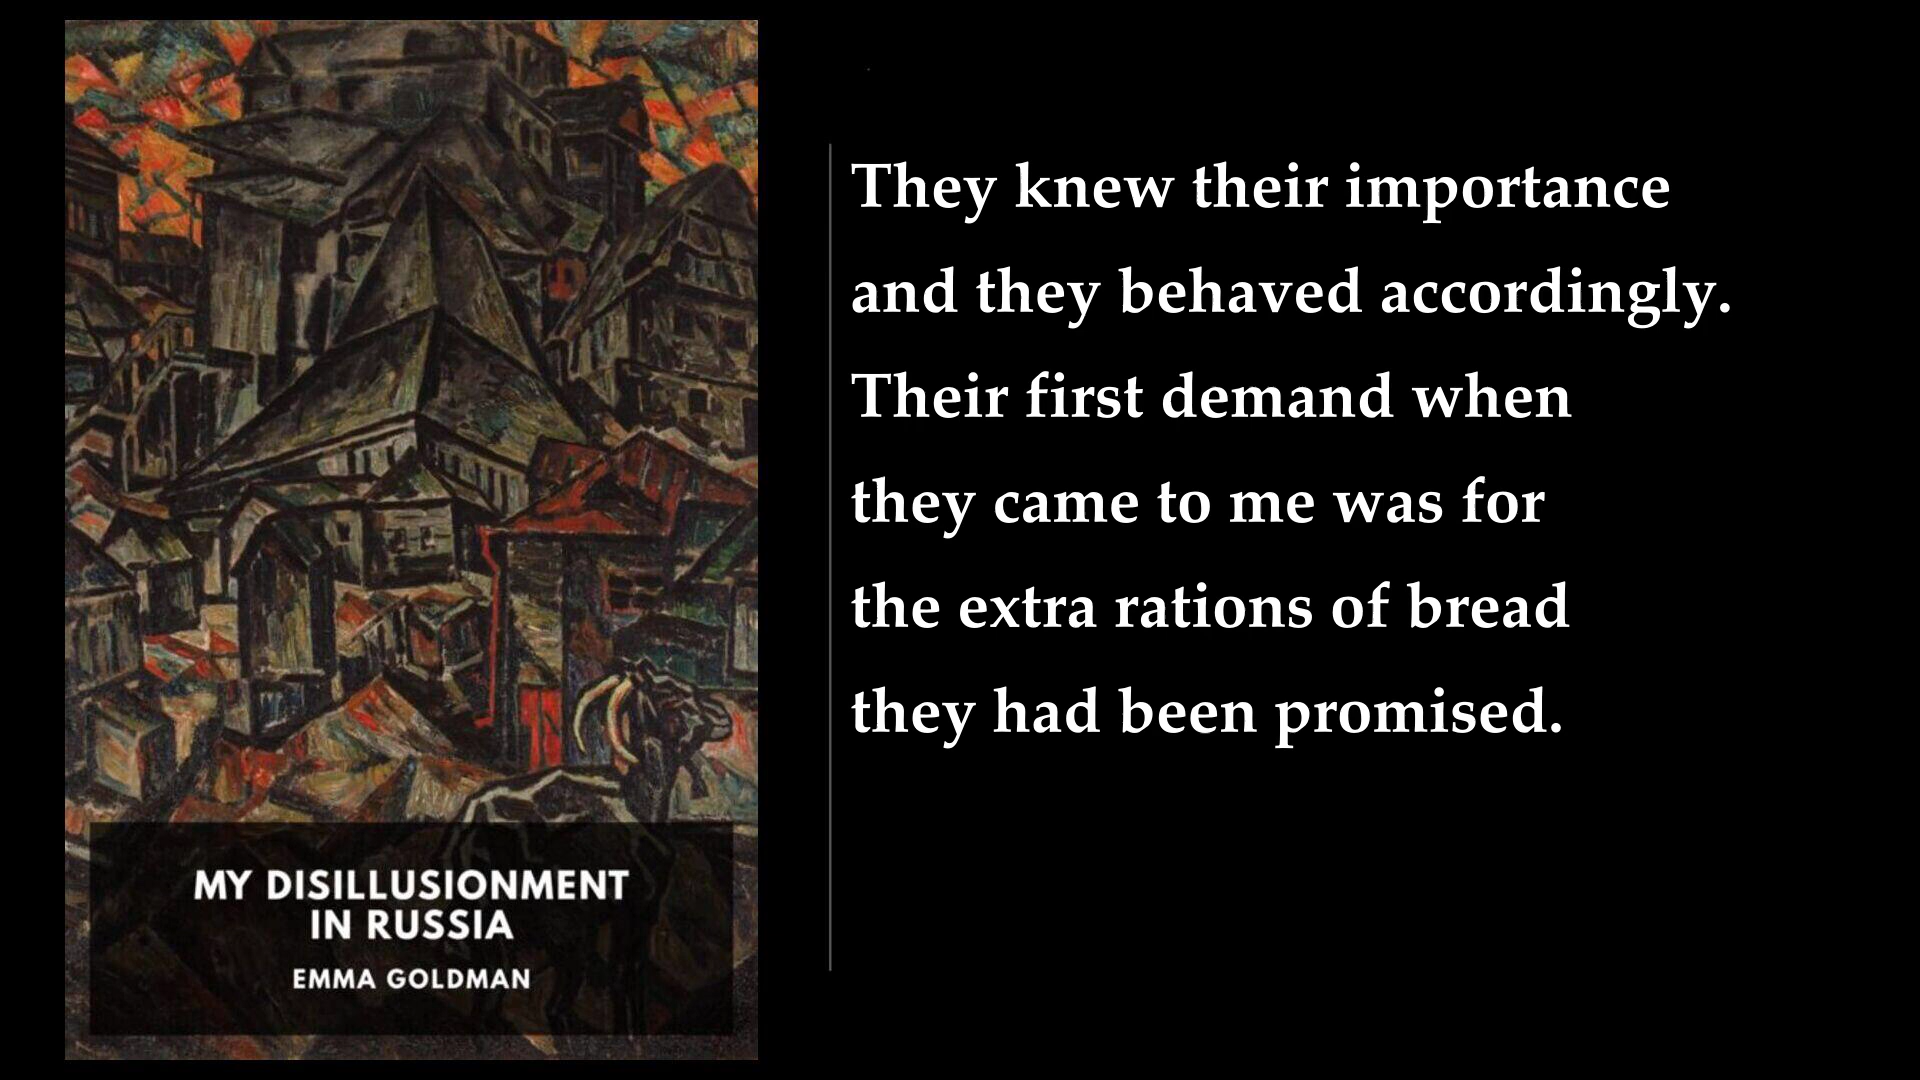 MY DISILLUSIONMENT
IN RUSSIA
EMMA GOLDMAN
They knew their importance
and they behaved accordingly.
Their first demand when
they came to me was for
the extra rations of bread
they had been promised.